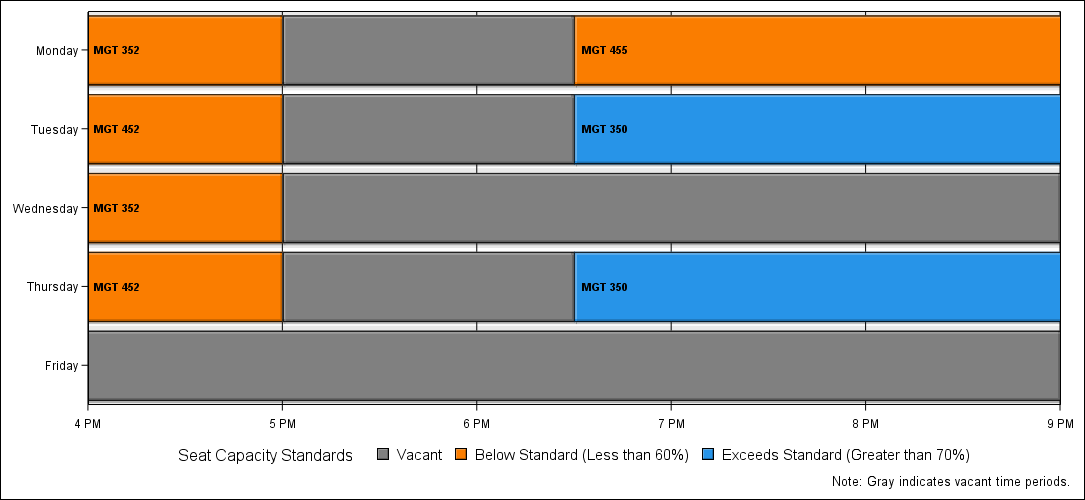 Monday MGT 352 MGT 455
Tuesday MGT 452 MGT 350
Wednesday MGT 352
Thursday MGT 452 MGT 350
Friday
4 PM 5 PM 6 PM 7 PM 8 PM 9 PM
Seat Capacity Standards Vacant Below Standard (Less than 60%) Exceeds Standard (Greater than 70%)
Note: Gray indicates vacant time periods.